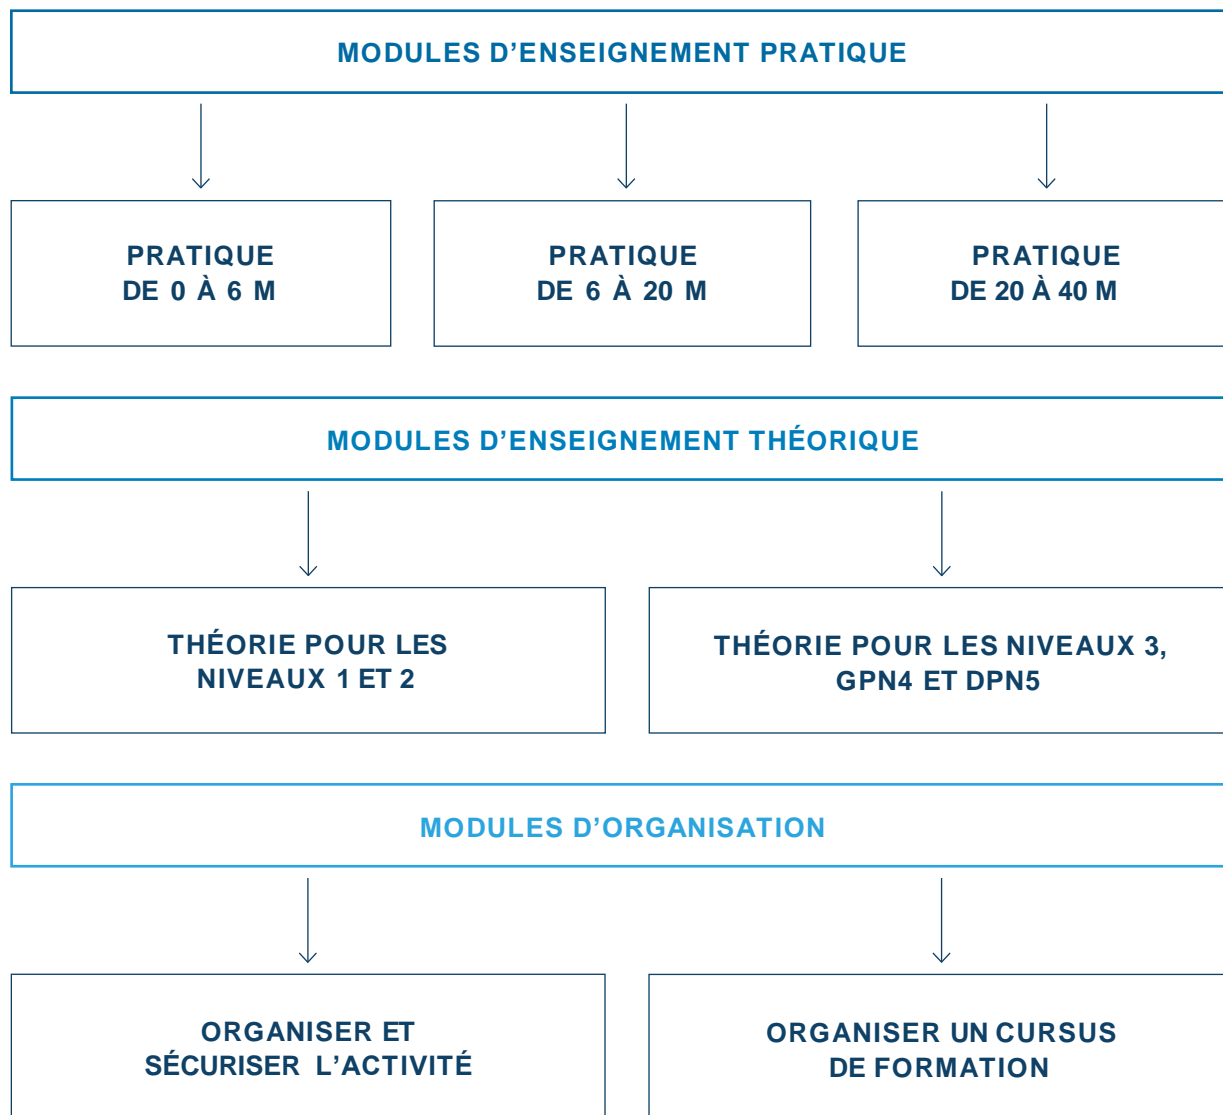 MODULES D’ENSEIGNEMENT PRATIQUE
PRATIQUE
DE 0 À 6 M
PRATIQUE
DE 6 À 20 M
PRATIQUE
DE 20 À 40 M
MODULES D’ENSEIGNEMENT THÉORIQUE
THÉORIE POUR LES
NIVEAUX 1 ET 2
THÉORIE POUR LES NIVEAUX 3,
GPN4 ET DPN5
MODULES D’ORGANISATION
ORGANISER ET
SÉCURISER L’ACTIVITÉ
ORGANISER UN CURSUS
DE FORMATION